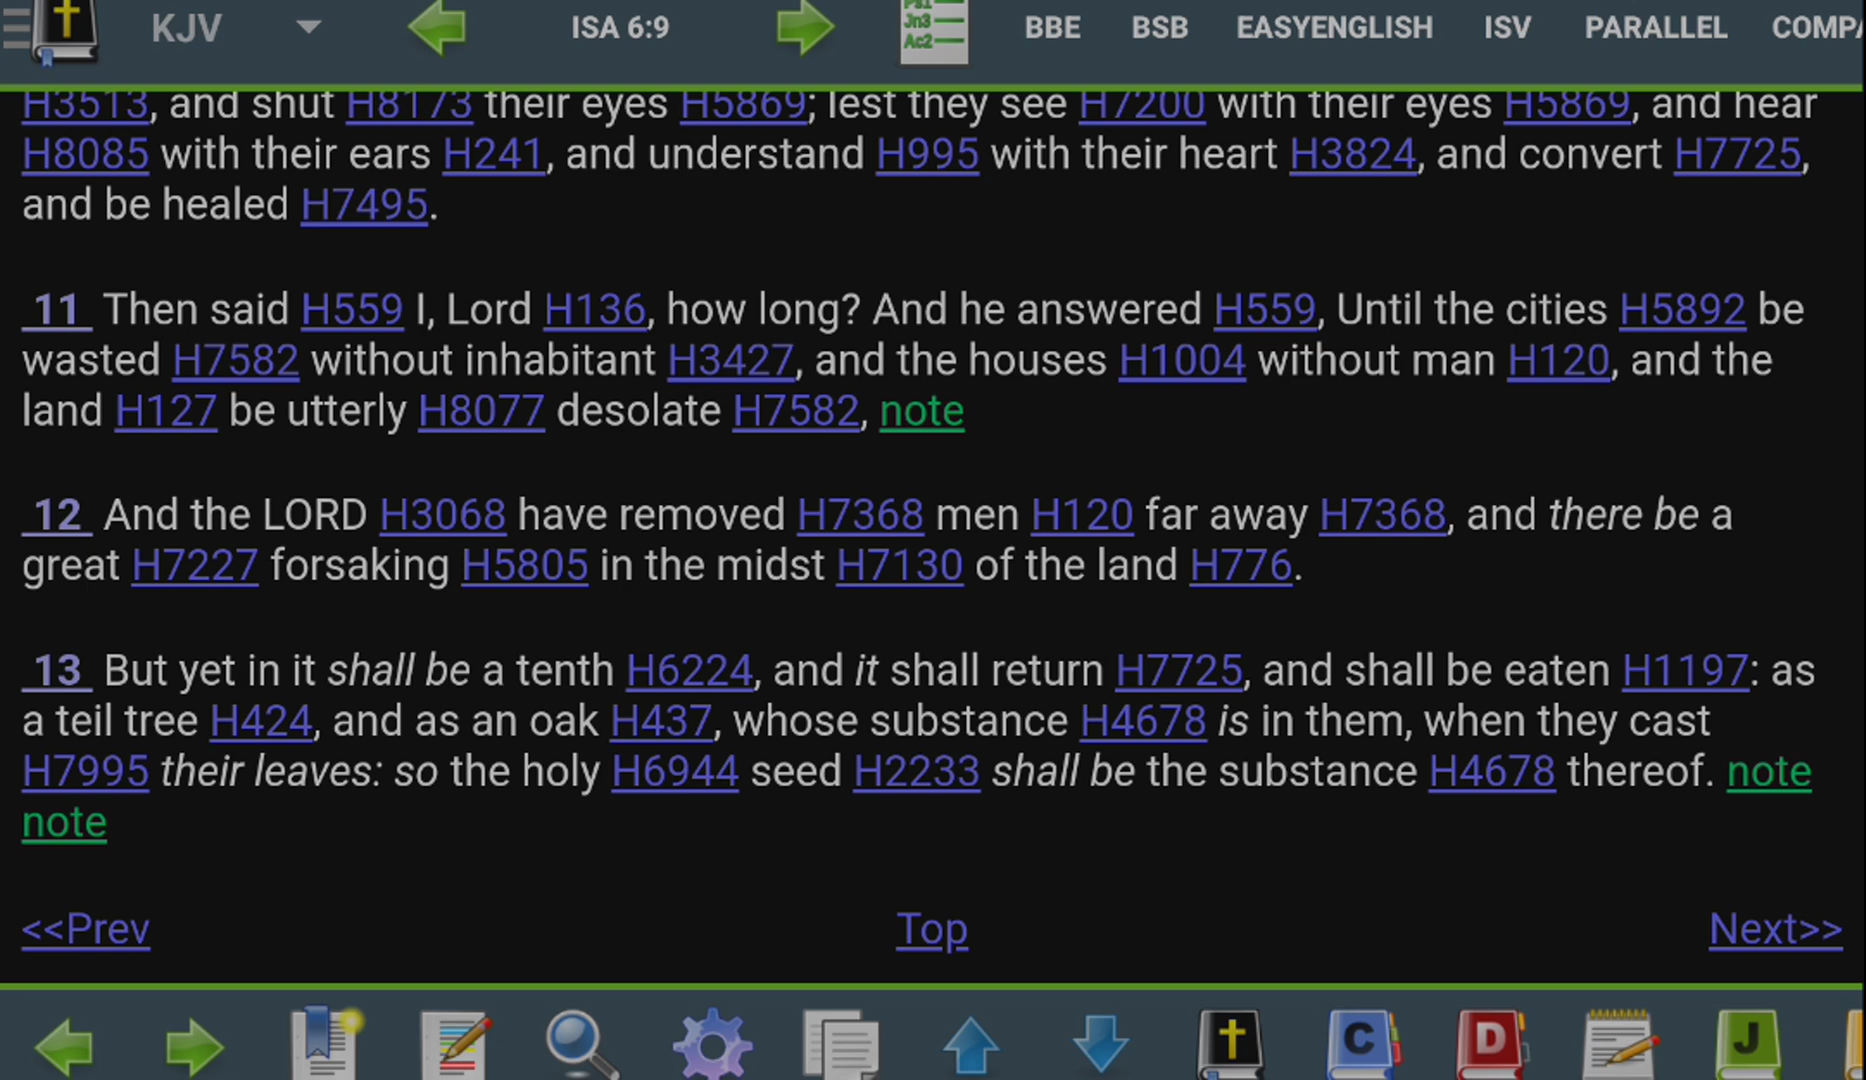 KJV ISA 6:9 Jn3 Ac2 BBE BSB EASYENGLISH ISV PARALLEL COMPA
H3513, and shut H8173 their eyes H5869; lest they see H7200 with their eyes H5869, and hear
H8085 with their ears H241, and understand H995 with their heart H3824, and convert H7725,
and be healed H7495.
11 Then said H559 I, Lord H136, how long? And he answered H559, Until the cities H5892 be
wasted H7582 without inhabitant H3427, and the houses H1004 without man H120, and the
land H127 be utterly H8077 desolate H7582, note
12 And the LORD H3068 have removed H7368 men H120 far away H7368, and there be a
great H7227 forsaking H5805 in the midst H7130 of the land H776.
13 But yet in it shall be a tenth H6224, and it shall return H7725, and shall be eaten H1197: as
a teil tree H424, and as an oak H437, whose substance H4678 is in them, when they cast
H7995 their leaves: so the holy H6944 seed H2233 shall be the substance H4678 thereof. note
note
<<Prev Top Next>>
C D J